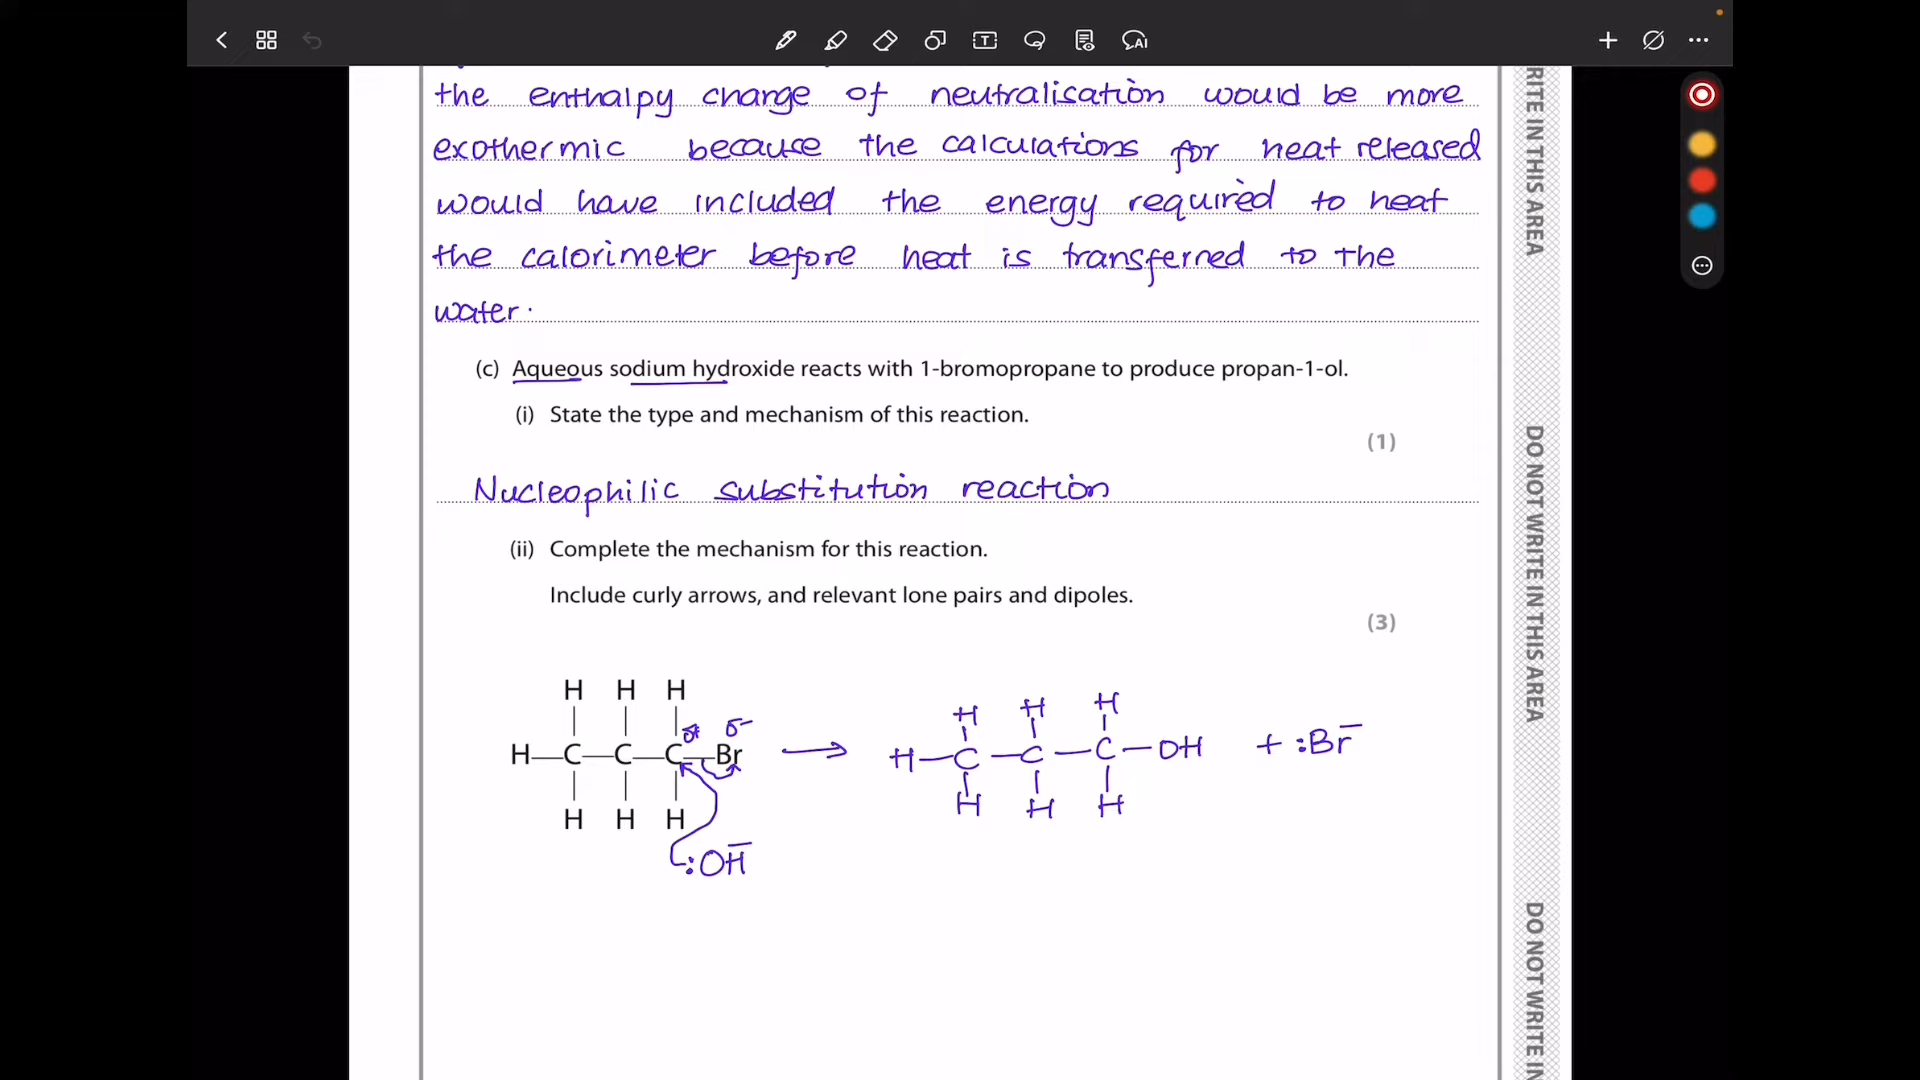 AI
the enthalpy change of neutralisation would be more
exothermic because the calculations for heat released
would have included the energy required to heat
the calorimeter before heat is transferred to the
water.
(c) Aqueous sodium hydroxide reacts with 1-bromopropane to produce propan-1-ol.
(i) State the type and mechanism of this reaction.
(1)
Nucleophilic substitution reaction
(ii) Complete the mechanism for this reaction.
Include curly arrows, and relevant lone pairs and dipoles.
(3)
H H H
δ+ δ-
H—C—C—C—Br
H H H
:OH⁻
H H H
H—C—C—C—OH + :Br⁻
H H H
RITE IN THIS AREA
DO NOT WRITE IN THIS AREA
DO NOT WRITE IN